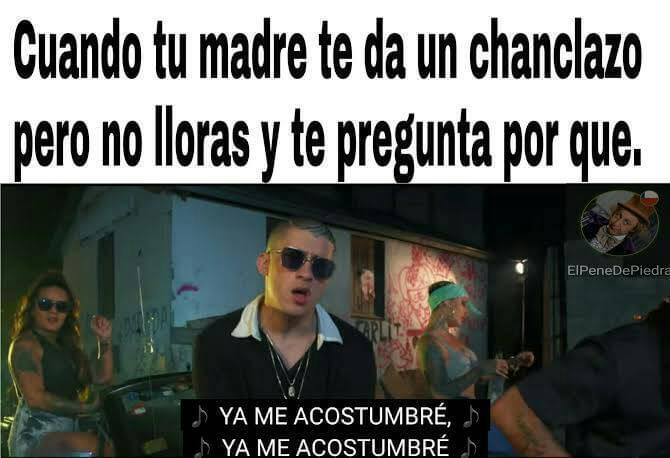 Cuando tu madre te da un chanclazo
pero no lloras y te pregunta por que.
ElPeneDePiedra
CARLIT
♪ YA ME ACOSTUMBRÉ, ♪
♪ YA ME ACOSTUMBRÉ ♪